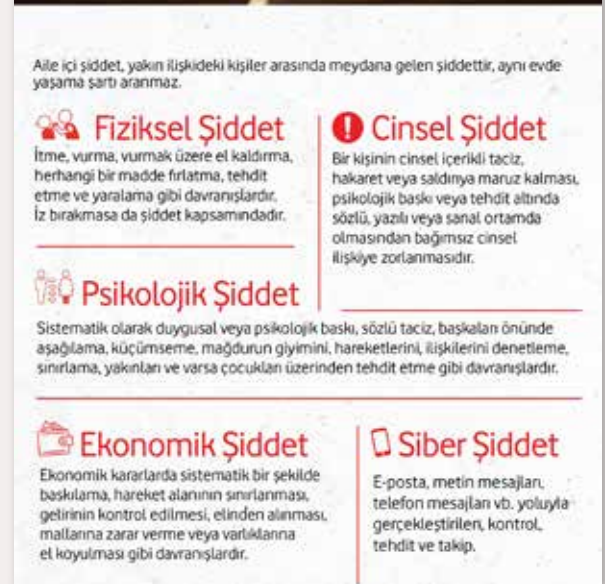 Aile içi şiddet, yakın ilişkideki kişiler arasında meydana gelen şiddettir, aynı evde
yaşama şartı aranmaz.
Fiziksel Şiddet
İtme, vurma, vurmak üzere el kaldırma,
herhangi bir madde fırlatma, tehdit
etme ve yaralama gibi davranışlardır.
İz bırakmasa da şiddet kapsamındadır.
Cinsel Şiddet
Bir kişinin cinsel içerikli taciz,
hakaret veya saldırıya maruz kalması,
psikolojik baskı veya tehdit altında
sözlü, yazılı veya sanal ortamda
olmasından bağımsız cinsel
ilişkiye zorlanmasıdır.
Psikolojik Şiddet
Sistematik olarak duygusal veya psikolojik baskı, sözlü taciz, başkaları önünde
aşağılama, küçümseme, mağdurun giyimini, hareketlerini, ilişkilerini denetleme,
sınırlama, yakınları ve varsa çocukları üzerinden tehdit etme gibi davranışlardır.
Ekonomik Şiddet
Ekonomik kararlarda sistematik bir şekilde
baskılama, hareket alanının sınırlanması,
gelirinin kontrol edilmesi, elinden alınması,
mallarına zarar verme veya varlıklarına
el koyulması gibi davranışlardır.
Siber Şiddet
E-posta, metin mesajları,
telefon mesajları vb. yoluyla
gerçekleştirilen, kontrol,
tehdit ve takip.